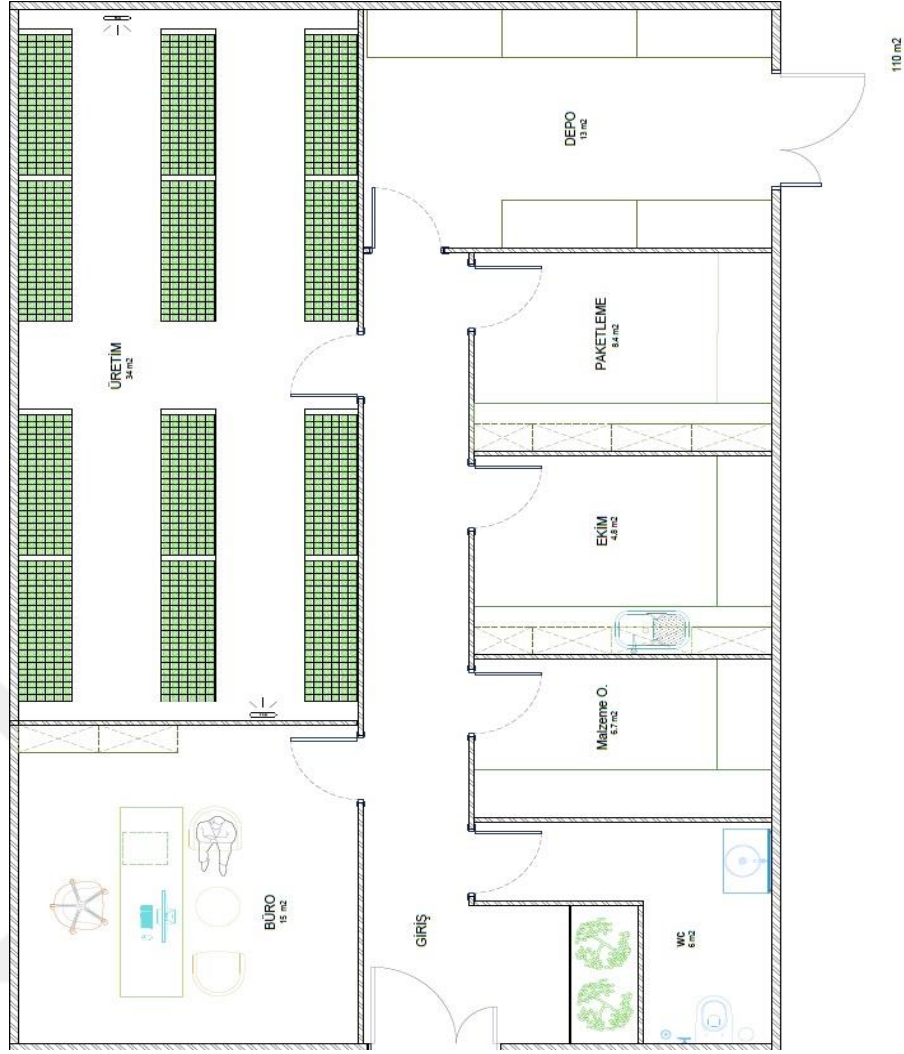 110 m2
DEPO
13 m2
ÜRETİM
34 m2
PAKETLEME
8.4 m2
EKİM
4.8 m2
Malzeme O.
6.7 m2
BÜRO
15 m2
GİRİŞ
WC
6 m2